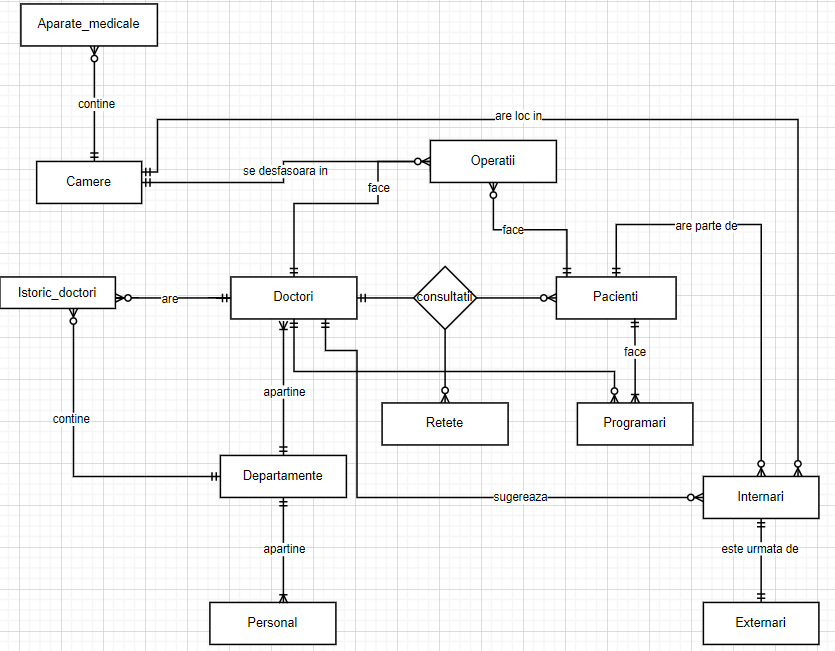 Aparate_medicale
contine
are loc in
Operatii
se desfasoara in
Camere
face
face
are parte de
Istoric_doctori
are
Doctori
consultatii
Pacienti
face
apartine
contine
Retete
Programari
Departamente
sugereaza
Internari
apartine
este urmata de
Personal
Externari